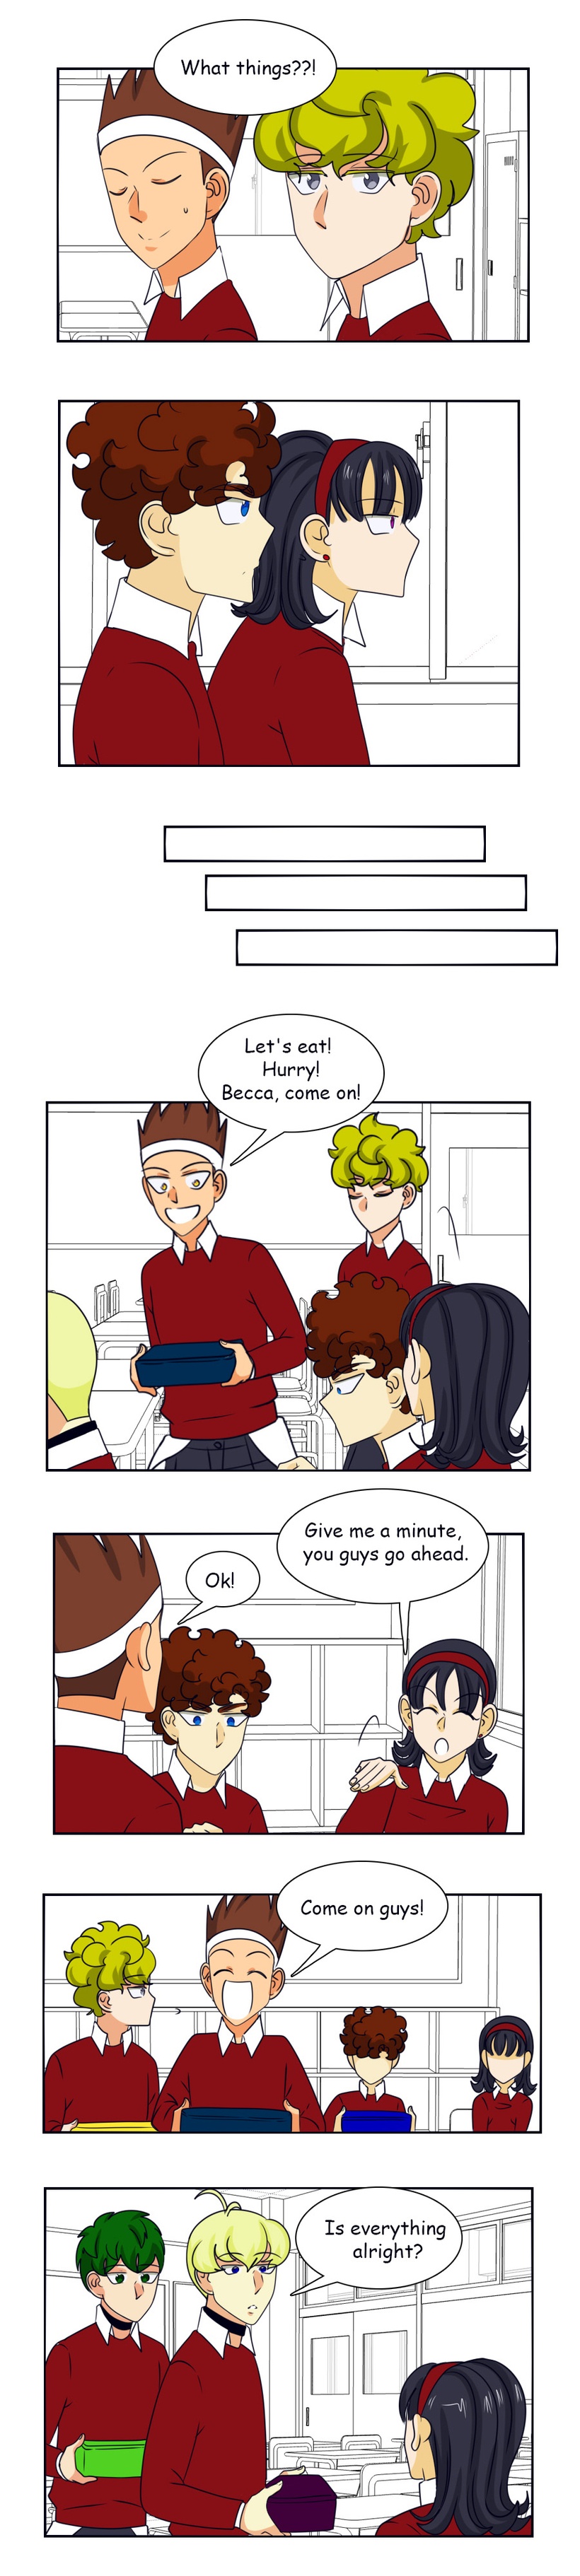 What things??!
Let's eat!
Hurry!
Becca, come on!
Give me a minute,
you guys go ahead.
Ok!
Come on guys!
Is everything
alright?